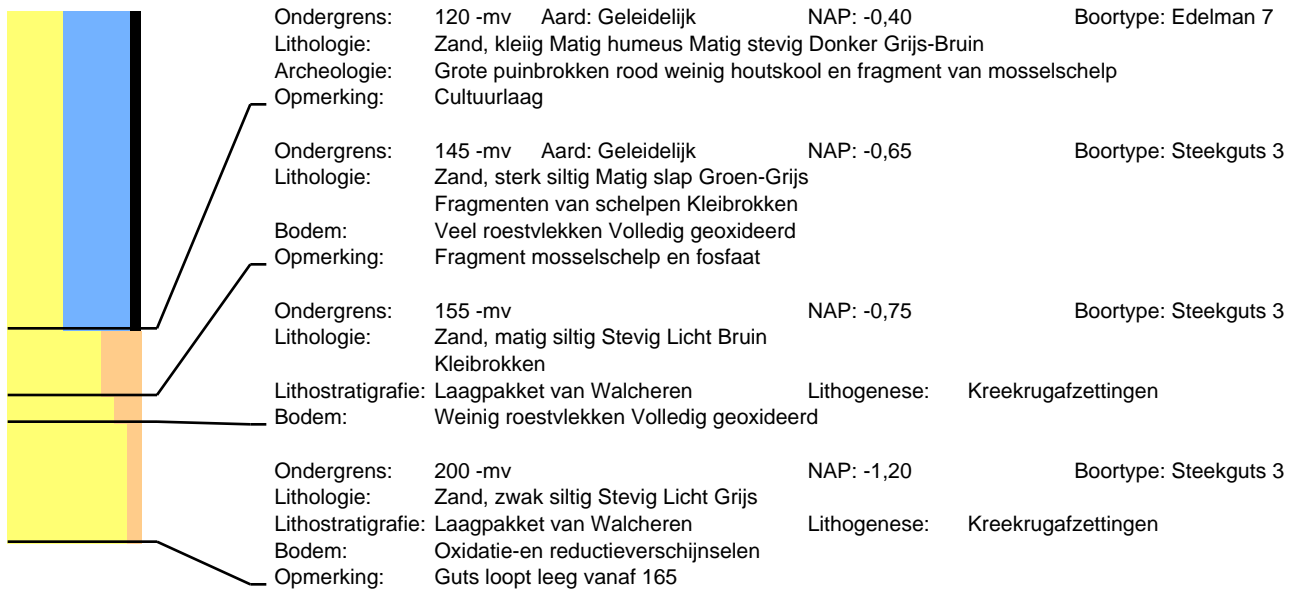 Ondergrens: 120 -mv Aard: Geleidelijk NAP: -0,40 Boortype: Edelman 7
Lithologie: Zand, kleiig Matig humeus Matig stevig Donker Grijs-Bruin
Archeologie: Grote puinbrokken rood weinig houtskool en fragment van mosselschelp
Opmerking: Cultuurlaag
Ondergrens: 145 -mv Aard: Geleidelijk NAP: -0,65 Boortype: Steekguts 3
Lithologie: Zand, sterk siltig Matig slap Groen-Grijs
Fragmenten van schelpen Kleibrokken
Bodem: Veel roestvlekken Volledig geoxideerd
Opmerking: Fragment mosselschelp en fosfaat
Ondergrens: 155 -mv NAP: -0,75 Boortype: Steekguts 3
Lithologie: Zand, matig siltig Stevig Licht Bruin
Kleibrokken
Lithostratigrafie: Laagpakket van Walcheren Lithogenese: Kreekrugafzettingen
Bodem: Weinig roestvlekken Volledig geoxideerd
Ondergrens: 200 -mv NAP: -1,20 Boortype: Steekguts 3
Lithologie: Zand, zwak siltig Stevig Licht Grijs
Lithostratigrafie: Laagpakket van Walcheren Lithogenese: Kreekrugafzettingen
Bodem: Oxidatie-en reductieverschijnselen
Opmerking: Guts loopt leeg vanaf 165